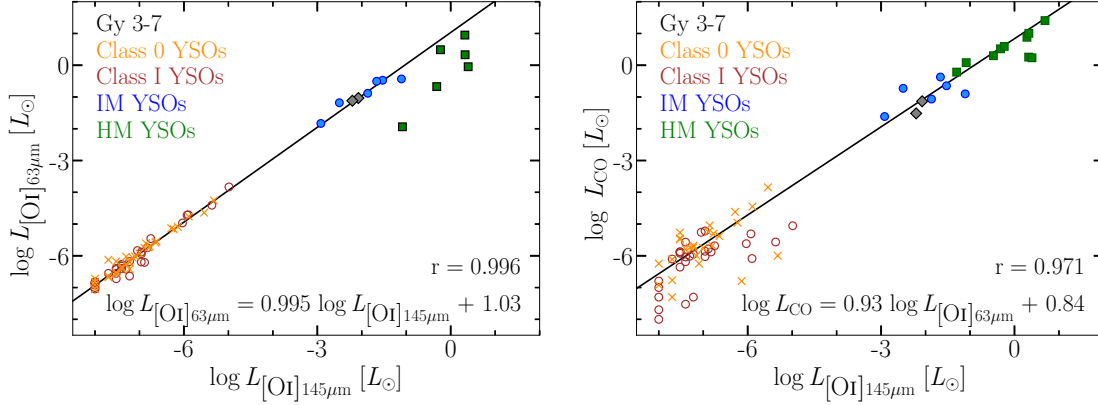 Gy 3-7
Class 0 YSOs
Class I YSOs
IM YSOs
HM YSOs
0
-3
-6
log L[OI]63μm [L⊙]
r = 0.996
log L[OI]63μm = 0.995 log L[OI]145μm + 1.03
-6 -3 0
log L[OI]145μm [L⊙]
Gy 3-7
Class 0 YSOs
Class I YSOs
IM YSOs
HM YSOs
0
-3
-6
log LCO [L⊙]
r = 0.971
log LCO = 0.93 log L[OI]63μm + 0.84
-6 -3 0
log L[OI]145μm [L⊙]